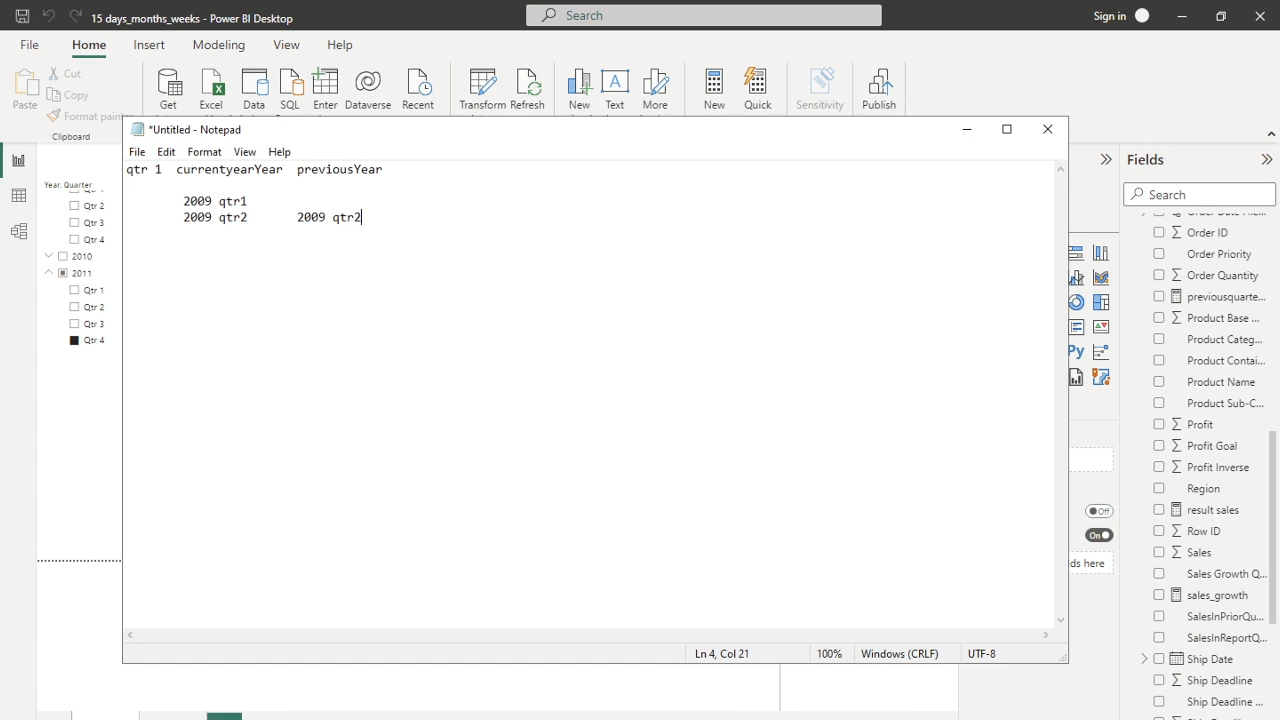 15 days_months_weeks - Power BI Desktop
Search
Sign in
File Home Insert Modeling View Help
Paste
Cut
Copy
Format painter
Clipboard
Get
Excel
Data
SQL
Enter
Dataverse
Recent
Transform
Refresh
New
Text
More
New
Quick
Sensitivity
Publish
*Untitled - Notepad
File Edit Format View Help
qtr 1 currentyearYear previousYear
2009 qtr1
2009 qtr2 2009 qtr2
Ln 4, Col 21
100%
Windows (CRLF)
UTF-8
Year, Quarter
Qtr 2
Qtr 3
Qtr 4
2010
2011
Qtr 1
Qtr 2
Qtr 3
Qtr 4
Py
Off
On
ds here
Fields
Search
Order ID
Order Priority
Order Quantity
previousquarte...
Product Base ...
Product Categ...
Product Contai...
Product Name
Product Sub-C...
Profit
Profit Goal
Profit Inverse
Region
result sales
Row ID
Sales
Sales Growth Q...
sales_growth
SalesInPriorQu...
SalesInReportQ...
Ship Date
Ship Deadline
Ship Deadline ...